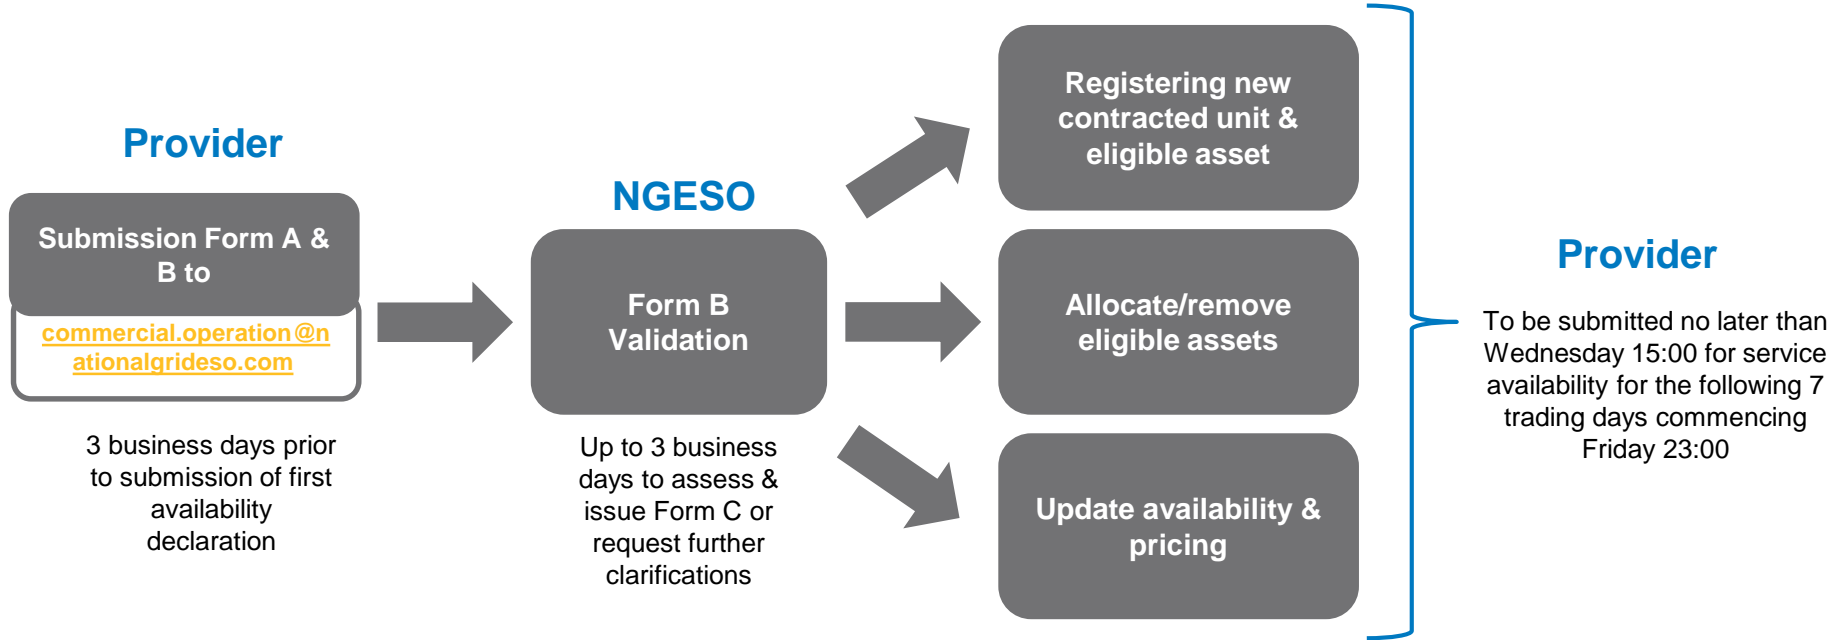 Provider
Submission Form A &
B to
commercial.operation@n
ationalgrideso.com
3 business days prior
to submission of first
availability
declaration
NGESO
Form B
Validation
Up to 3 business
days to assess &
issue Form C or
request further
clarifications
Registering new
contracted unit &
eligible asset
Allocate/remove
eligible assets
Update availability &
pricing
Provider
To be submitted no later than
Wednesday 15:00 for service
availability for the following 7
trading days commencing
Friday 23:00